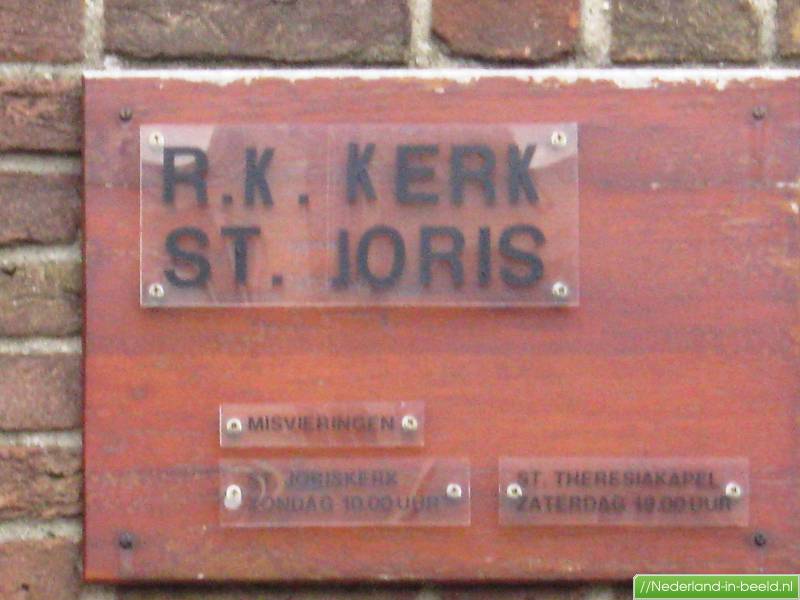 R.K. KERK
ST. JORIS
MISVIERINGEN
ST. JORISKERK
ZONDAG 10.00 UUR
ST. THERESIAKAPEL
ZATERDAG 19.00 UUR
//Nederland-in-beeld.nl